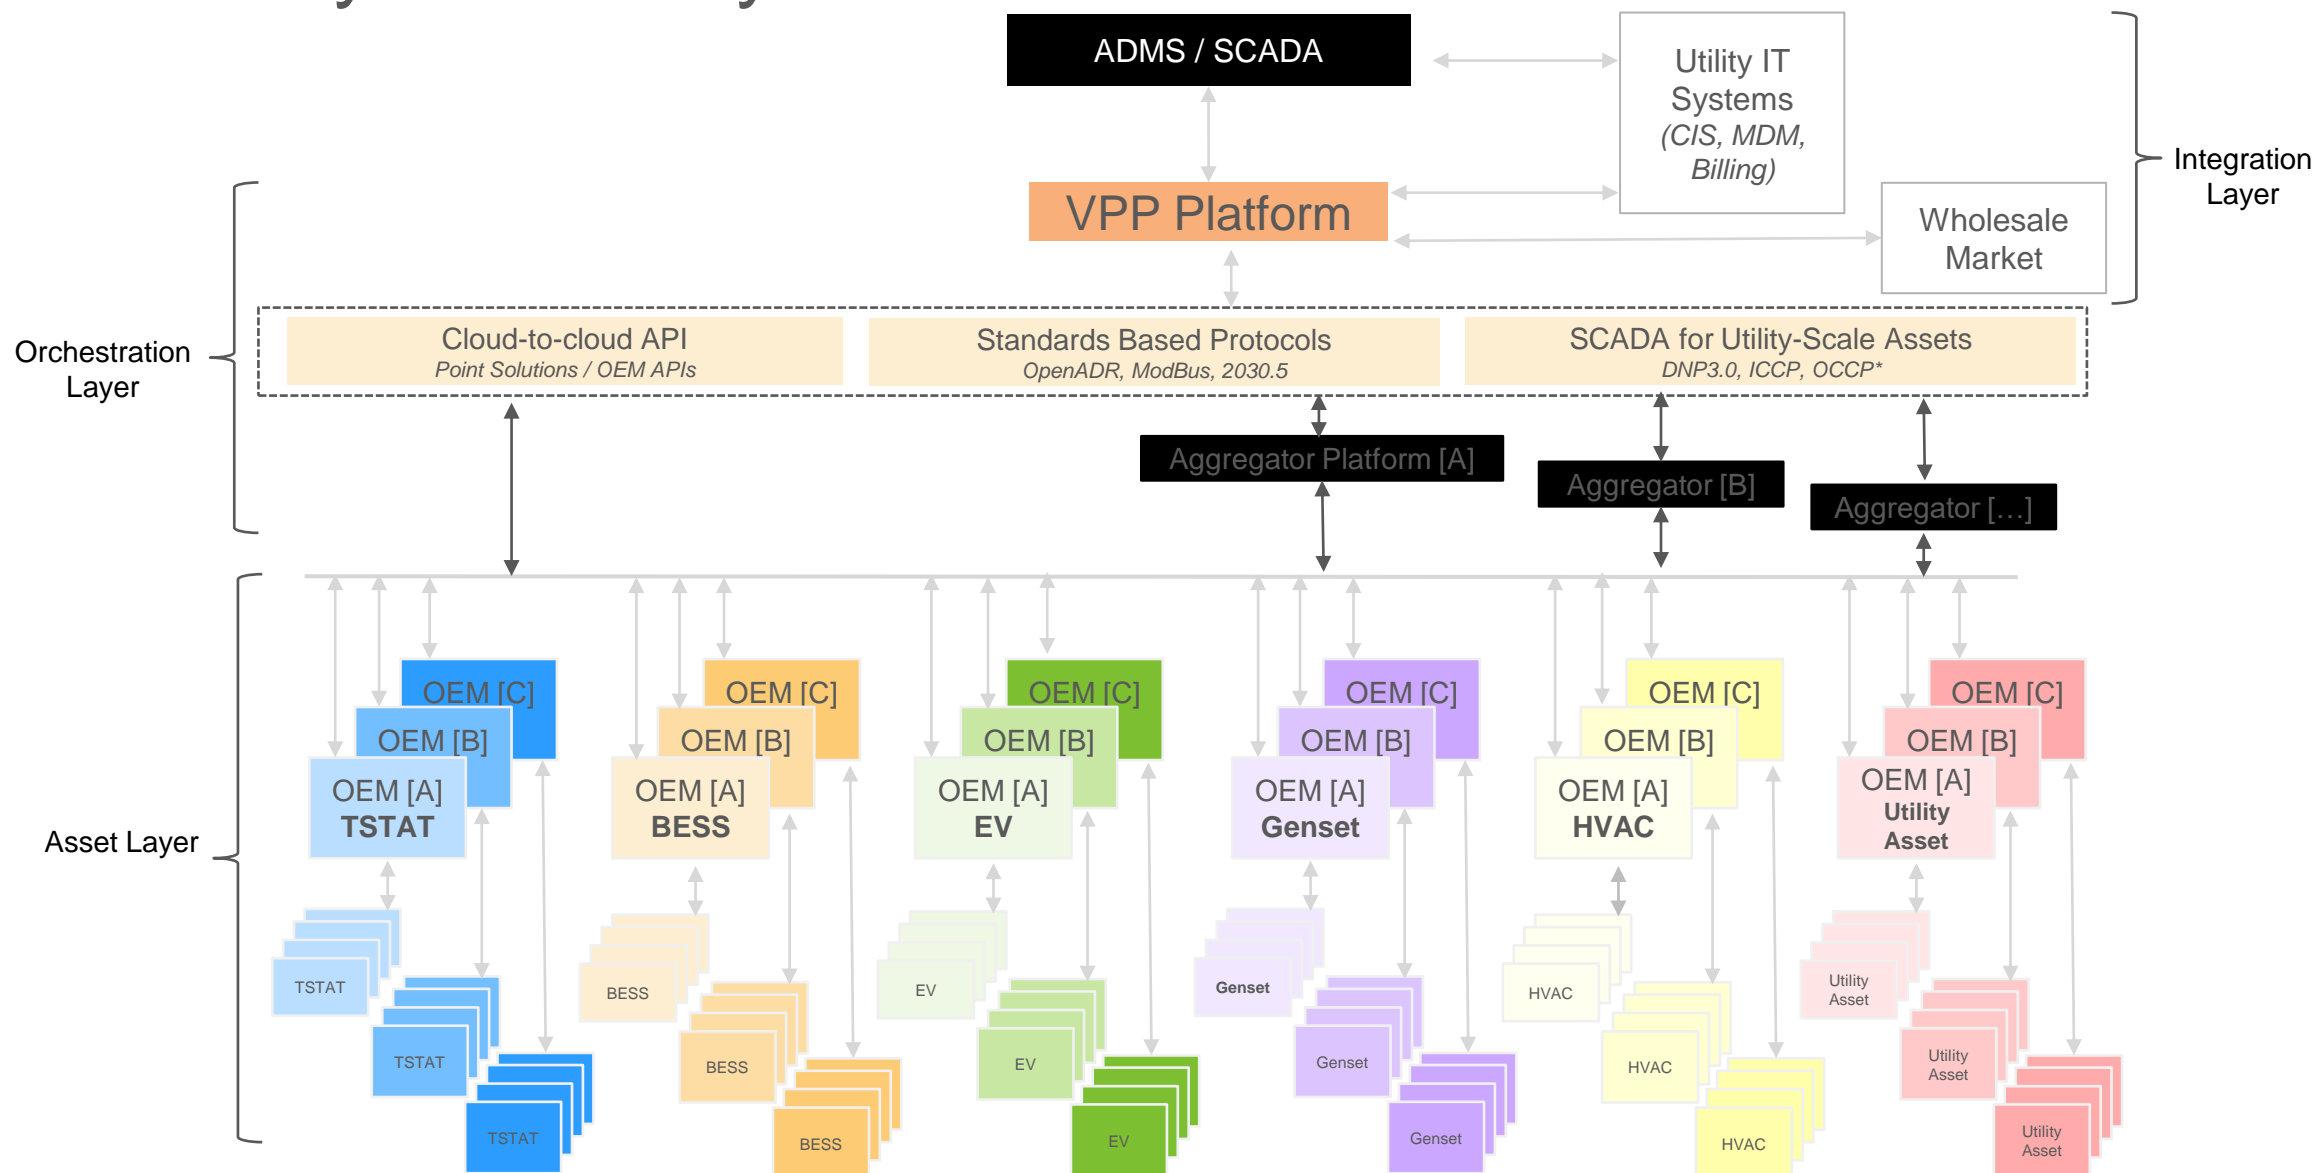 ADMS / SCADA
Utility IT
Systems
(CIS, MDM,
Billing)
Integration
Layer
VPP Platform
Wholesale
Market
Orchestration
Layer
Cloud-to-cloud API
Point Solutions / OEM APIs
Standards Based Protocols
OpenADR, ModBus, 2030.5
SCADA for Utility-Scale Assets
DNP3.0, ICCP, OCCP*
Aggregator Platform [A]
Aggregator [B]
Aggregator […]
Asset Layer
OEM [C]
OEM [B]
OEM [A]
TSTAT
OEM [C]
OEM [B]
OEM [A]
BESS
OEM [C]
OEM [B]
OEM [A]
EV
OEM [C]
OEM [B]
OEM [A]
Genset
OEM [C]
OEM [B]
OEM [A]
HVAC
OEM [C]
OEM [B]
OEM [A]
Utility
Asset
TSTAT
TSTAT
TSTAT
BESS
BESS
BESS
EV
EV
EV
Genset
Genset
Genset
HVAC
HVAC
HVAC
Utility
Asset
Utility
Asset
Utility
Asset